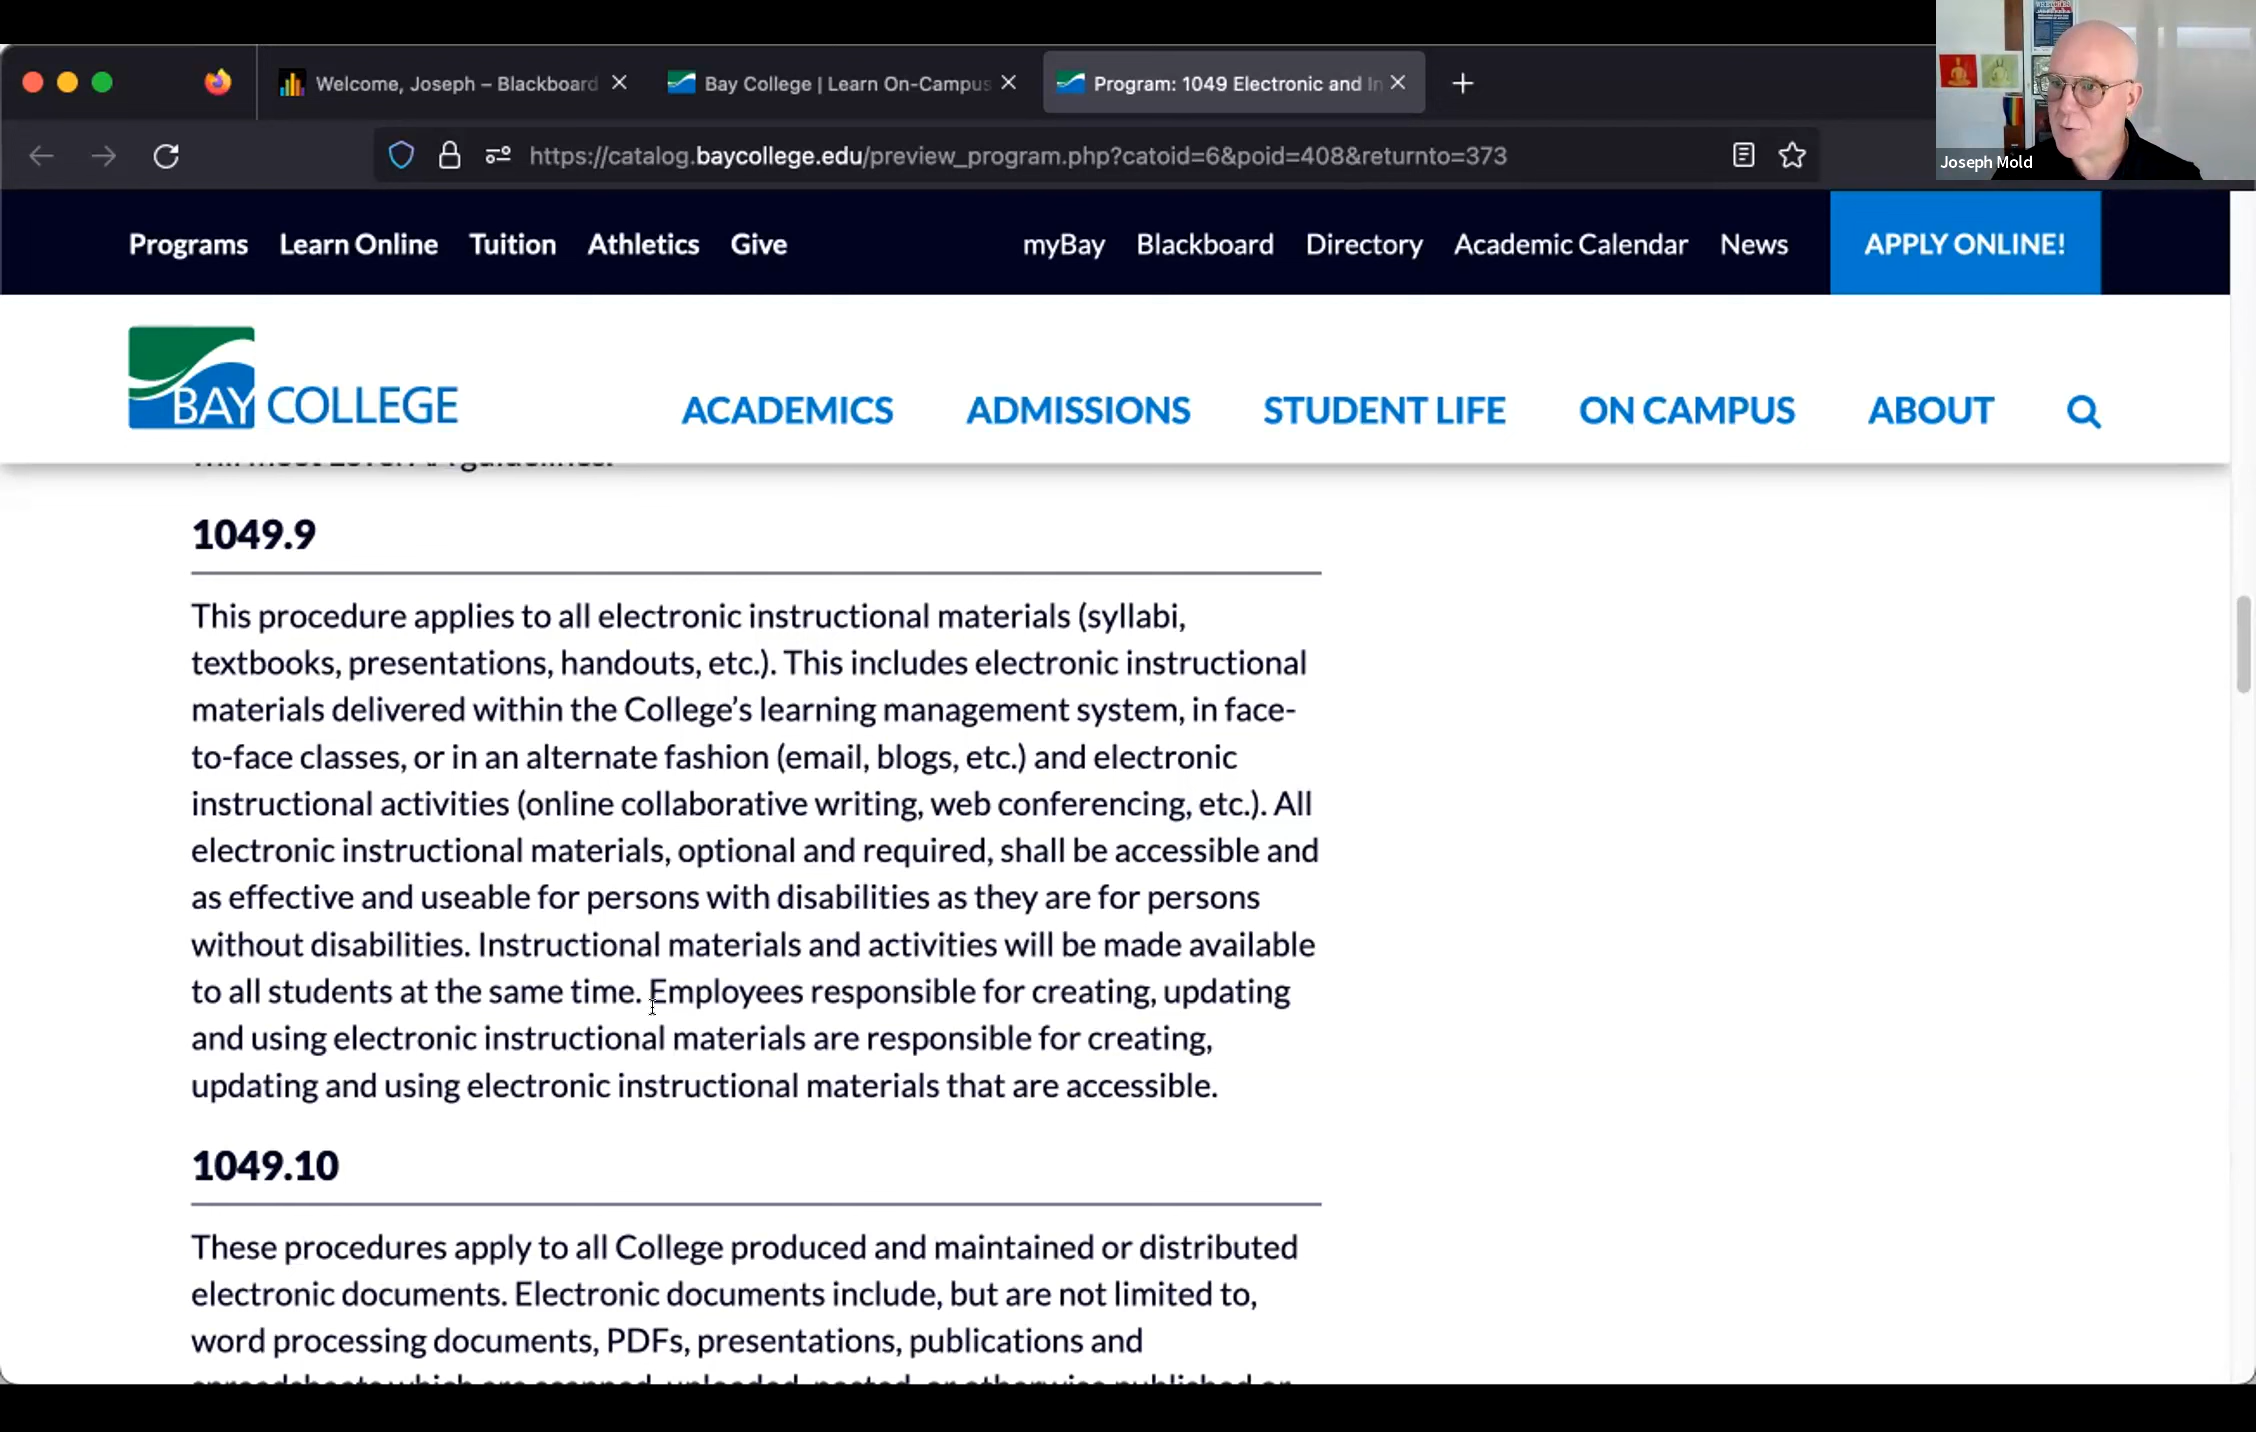 Welcome, Joseph – Blackboard
Bay College | Learn On-Campus
Program: 1049 Electronic and In
https://catalog.baycollege.edu/preview_program.php?catoid=6&poid=408&returnto=373
Joseph Mold
Programs Learn Online Tuition Athletics Give myBay Blackboard Directory Academic Calendar News APPLY ONLINE!
BAY COLLEGE
ACADEMICS ADMISSIONS STUDENT LIFE ON CAMPUS ABOUT
1049.9
This procedure applies to all electronic instructional materials (syllabi,
textbooks, presentations, handouts, etc.). This includes electronic instructional
materials delivered within the College’s learning management system, in face-
to-face classes, or in an alternate fashion (email, blogs, etc.) and electronic
instructional activities (online collaborative writing, web conferencing, etc.). All
electronic instructional materials, optional and required, shall be accessible and
as effective and useable for persons with disabilities as they are for persons
without disabilities. Instructional materials and activities will be made available
to all students at the same time. Employees responsible for creating, updating
and using electronic instructional materials are responsible for creating,
updating and using electronic instructional materials that are accessible.
1049.10
These procedures apply to all College produced and maintained or distributed
electronic documents. Electronic documents include, but are not limited to,
word processing documents, PDFs, presentations, publications and